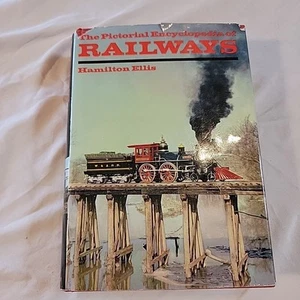 The Pictorial Encyclopedia of
RAILWAYS
Hamilton Ellis